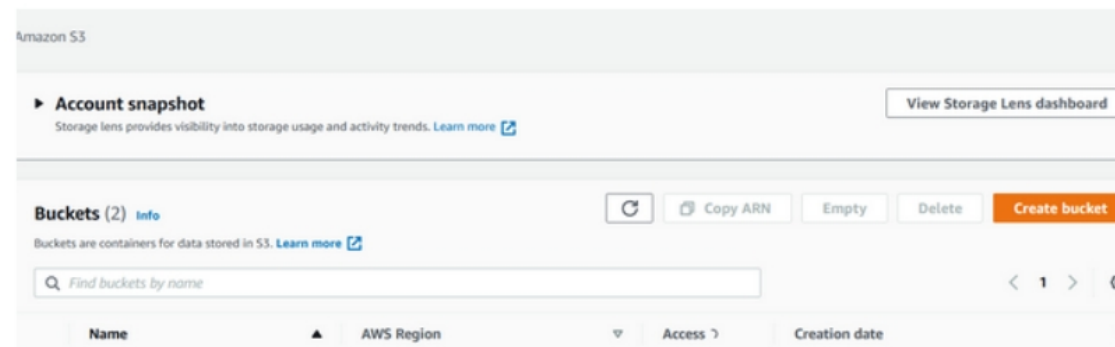 Amazon S3
Account snapshot
View Storage Lens dashboard
Storage lens provides visibility into storage usage and activity trends. Learn more
Buckets (2) Info
Copy ARN Empty Delete Create bucket
Buckets are containers for data stored in S3. Learn more
Find buckets by name
1
Name AWS Region Access Creation date